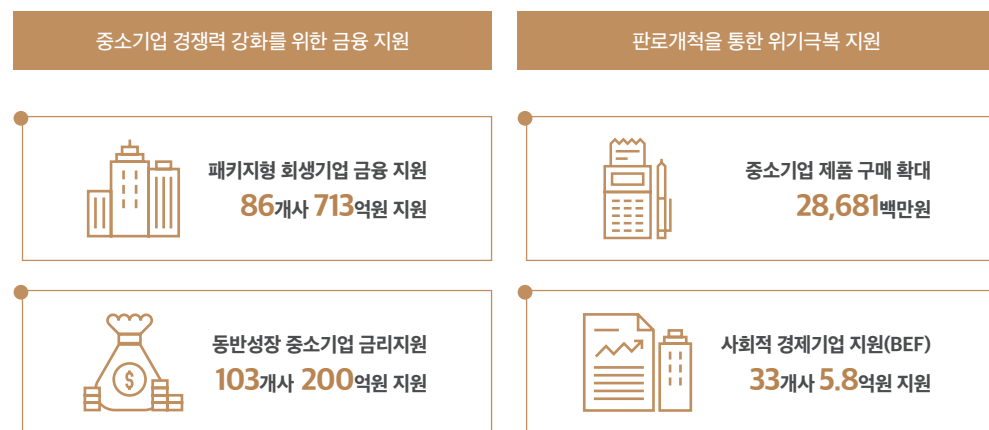 중소기업 경쟁력 강화를 위한 금융 지원
패키지형 회생기업 금융 지원
86개사 713억원 지원
$
동반성장 중소기업 금리지원
103개사 200억원 지원
판로개척을 통한 위기극복 지원
중소기업 제품 구매 확대
28,681백만원
사회적 경제기업 지원(BEF)
33개사 5.8억원 지원